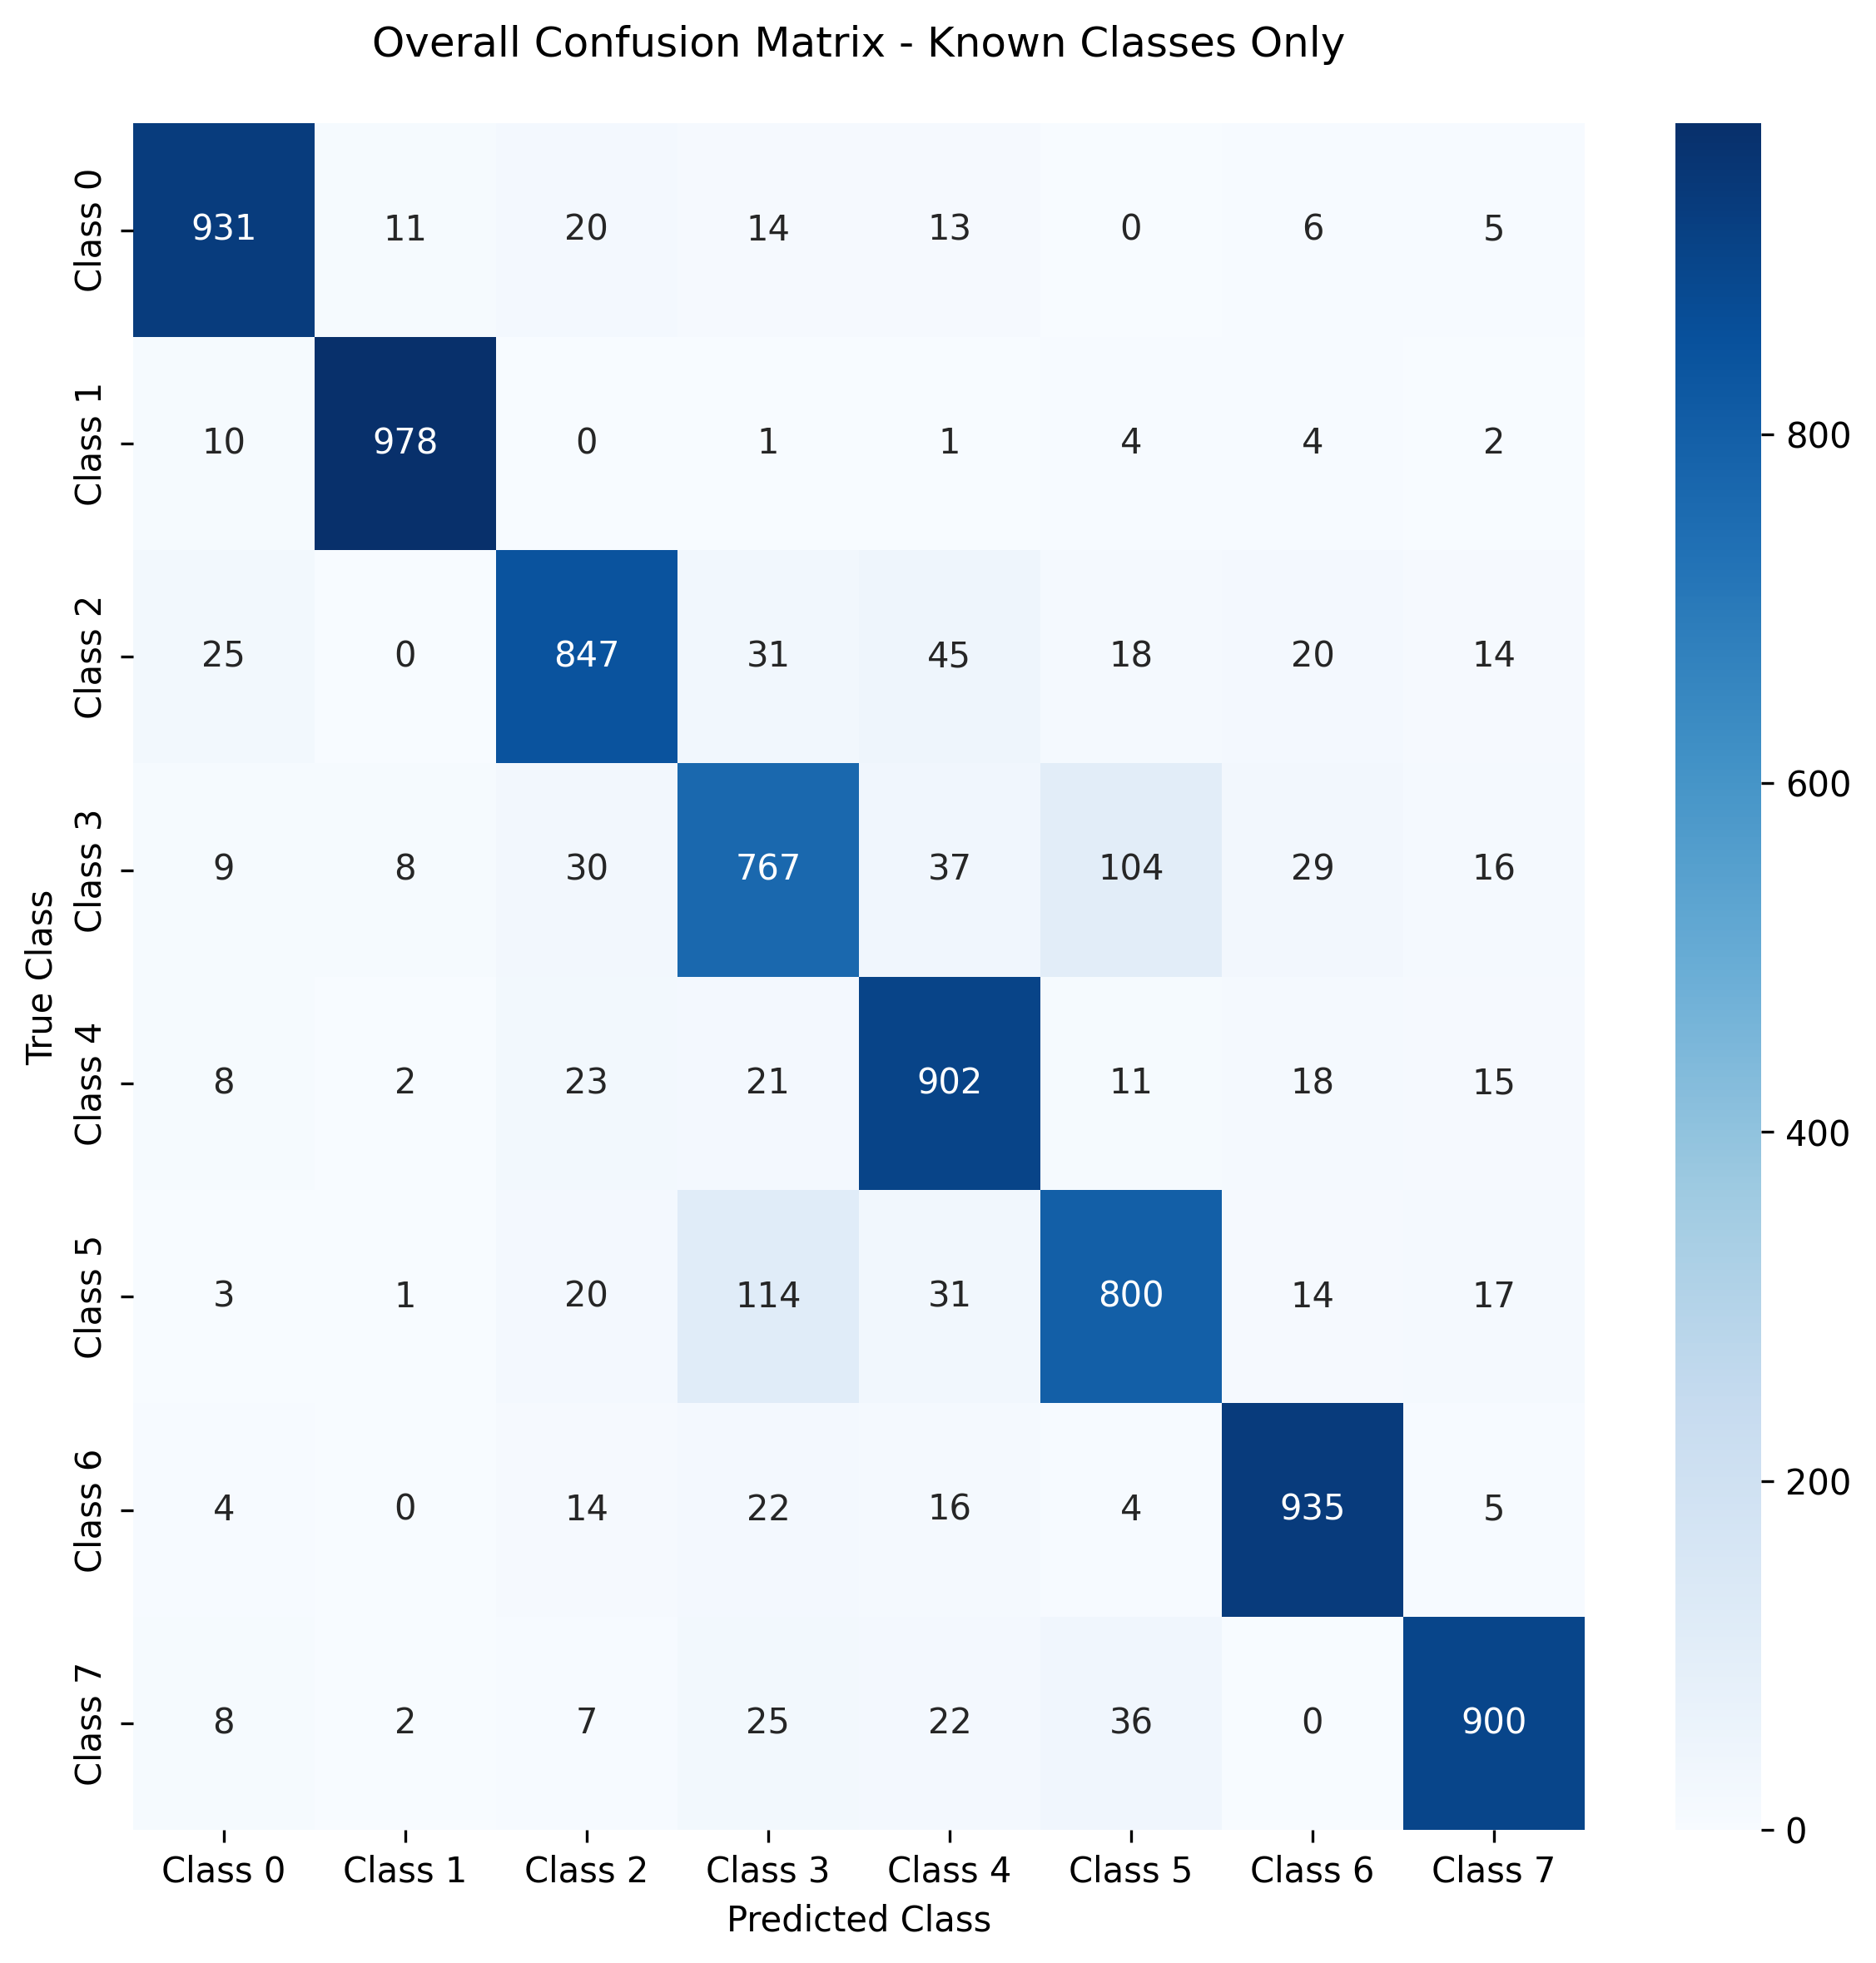 Overall Confusion Matrix - Known Classes Only
True Class
Class 0 931 11 20 14 13 0 6 5
Class 1 10 978 0 1 1 4 4 2
Class 2 25 0 847 31 45 18 20 14
Class 3 9 8 30 767 37 104 29 16
Class 4 8 2 23 21 902 11 18 15
Class 5 3 1 20 114 31 800 14 17
Class 6 4 0 14 22 16 4 935 5
Class 7 8 2 7 25 22 36 0 900
Class 0 Class 1 Class 2 Class 3 Class 4 Class 5 Class 6 Class 7
Predicted Class
800
600
400
200
0